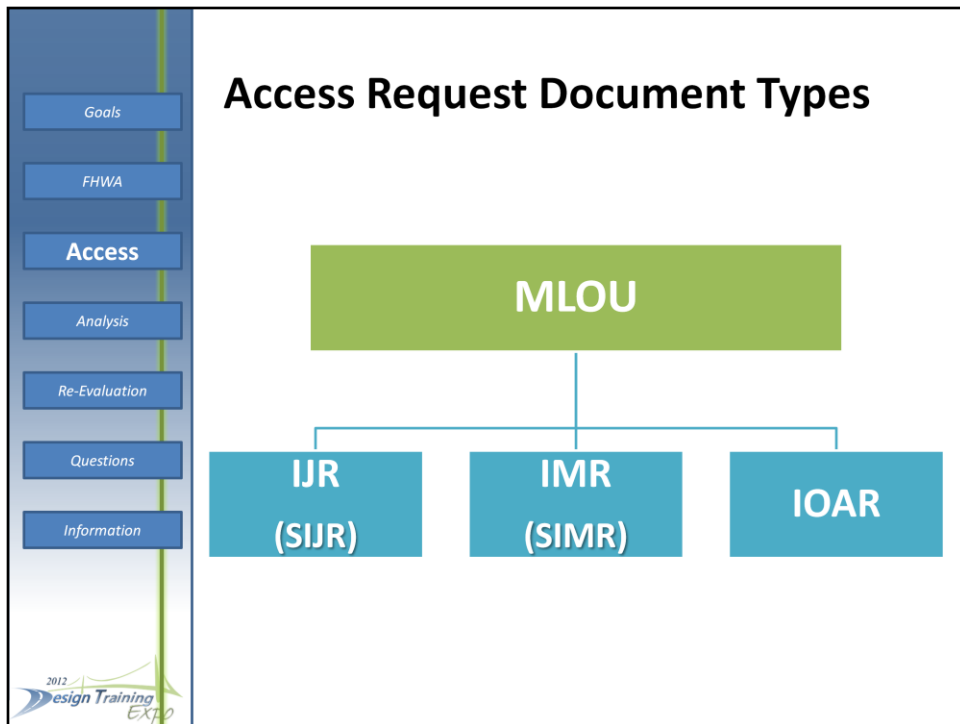 Access Request Document Types
Goals
FHWA
Access
Analysis
Re-Evaluation
Questions
Information
MLOU
IJR
(SIJR)
IMR
(SIMR)
IOAR
2012
Design Training
Expo